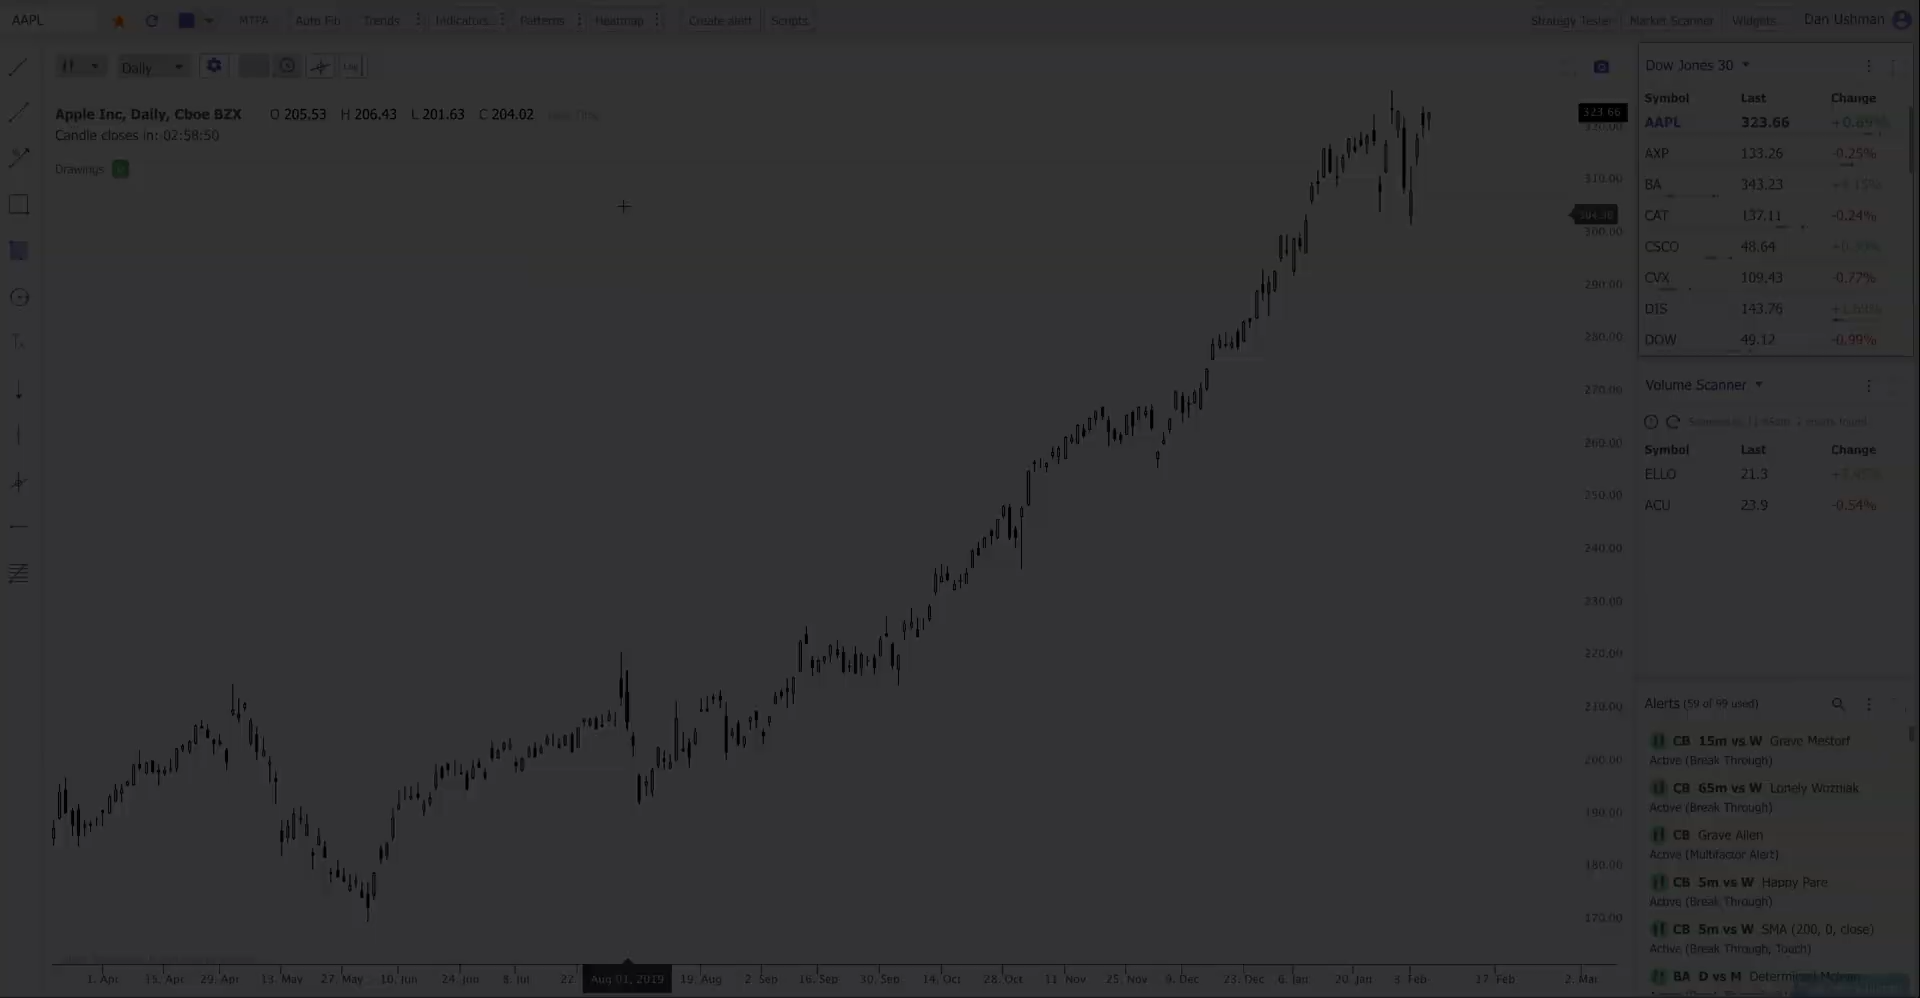 AAPL MTPA Auto Fib Trends Indicators... Patterns Heatmap Create alert Scripts Strategy Tester Market Scanner Widgets... Dan Ushman
Daily Log
Apple Inc, Daily, Cboe BZX O 205.53 H 206.43 L 201.63 C 204.02
Candle closes in: 02:58:50
Drawings
323.66
320.00
310.00
300.00
290.00
280.00
270.00
260.00
250.00
240.00
230.00
220.00
210.00
200.00
190.00
180.00
170.00
1. Apr 15. Apr 29. Apr 13. May 27. May 10. Jun 24. Jun 8. Jul 22 Aug 01, 2019 19. Aug 2. Sep 16. Sep 30. Sep 14. Oct 28. Oct 11. Nov 25. Nov 9. Dec 23. Dec 6. Jan 20. Jan 3. Feb 17. Feb 2. Mar
Dow Jones 30
Symbol Last Change
AAPL 323.66 +0.89%
AXP 133.26 -0.25%
BA 343.23
CAT 137.11 -0.24%
CSCO 48.64
CVX 109.43 -0.77%
DIS 143.76
DOW 49.12 -0.99%
Volume Scanner
Symbol Last Change
ELLO 21.3
ACU 23.9 -0.54%
Alerts (59 of 99 used)
CB 15m vs W Grave Mestorf
Active (Break Through)
CB 65m vs W Lonely Wozniak
Active (Break Through)
CB Grave Allen
Active (Multifactor Alert)
CB 5m vs W Happy Pare
Active (Break Through)
CB 5m vs W SMA (200, 0, close)
Active (Break Through, Touch)
BA D vs M Determined Mclean